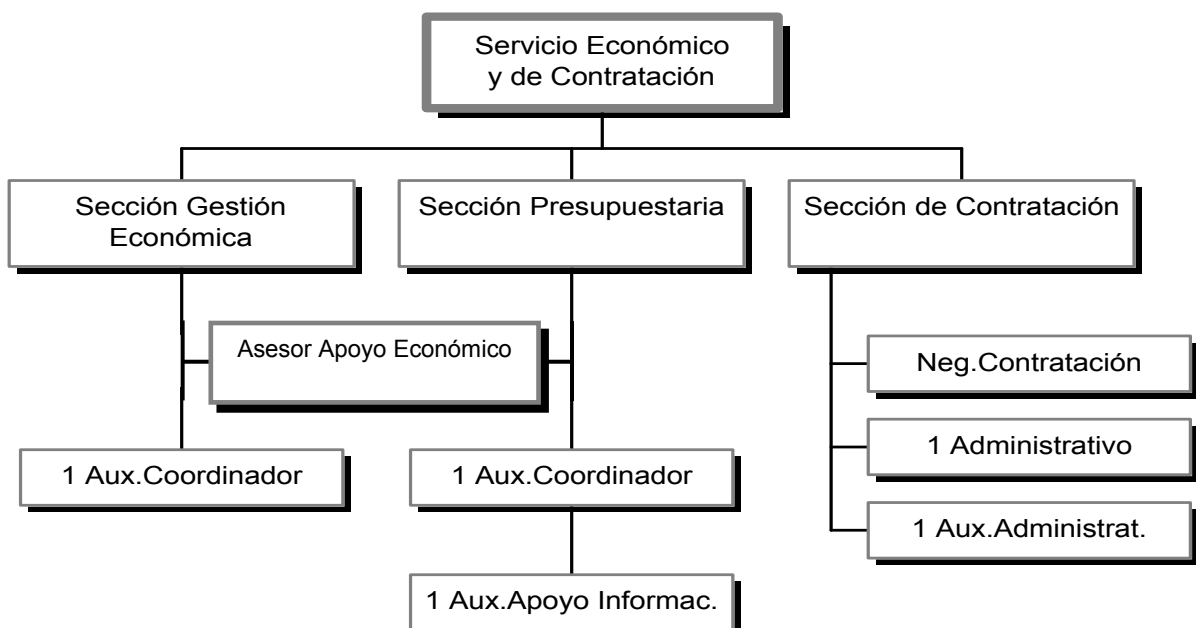 Servicio Económico
y de Contratación
Sección Gestión
Económica
Sección Presupuestaria
Sección de Contratación
Asesor Apoyo Económico
Neg.Contratación
1 Aux.Coordinador
1 Aux.Coordinador
1 Administrativo
1 Aux.Administrat.
1 Aux.Apoyo Informac.